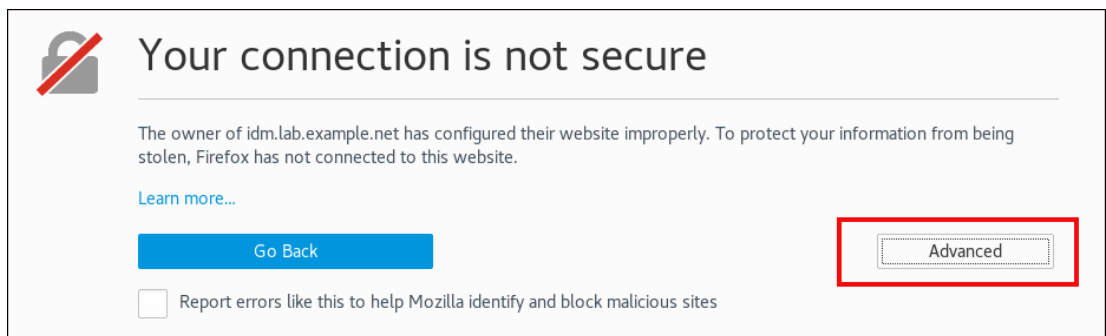 Your connection is not secure
The owner of idm.lab.example.net has configured their website improperly. To protect your information from being
stolen, Firefox has not connected to this website.
Learn more...
Go Back
Advanced
Report errors like this to help Mozilla identify and block malicious sites